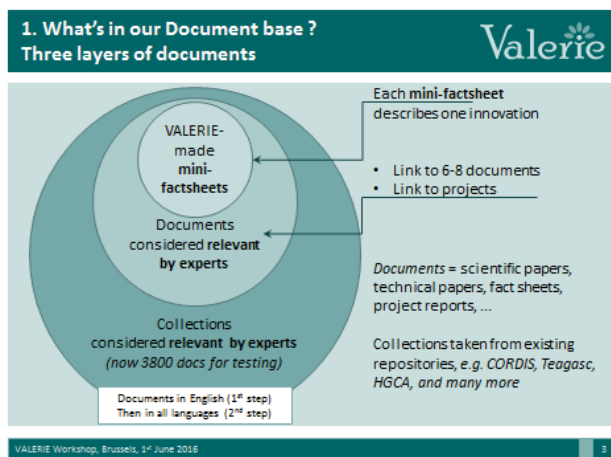 1. What's in our Document base ?
Three layers of documents
Valerie
Each mini-factsheet
describes one innovation
VALERIE-
made
mini-
factsheets
• Link to 6-8 documents
• Link to projects
Documents
considered relevant
by experts
Documents = scientific papers,
technical papers, fact sheets,
project reports, ...
Collections
considered relevant by experts
(now 3800 docs for testing)
Collections taken from existing
repositories, e.g. CORDIS, Teagasc,
HGCA, and many more
Documents in English (1st step)
Then in all languages (2nd step)
VALERIE Workshop, Brussels, 1st June 2016
3